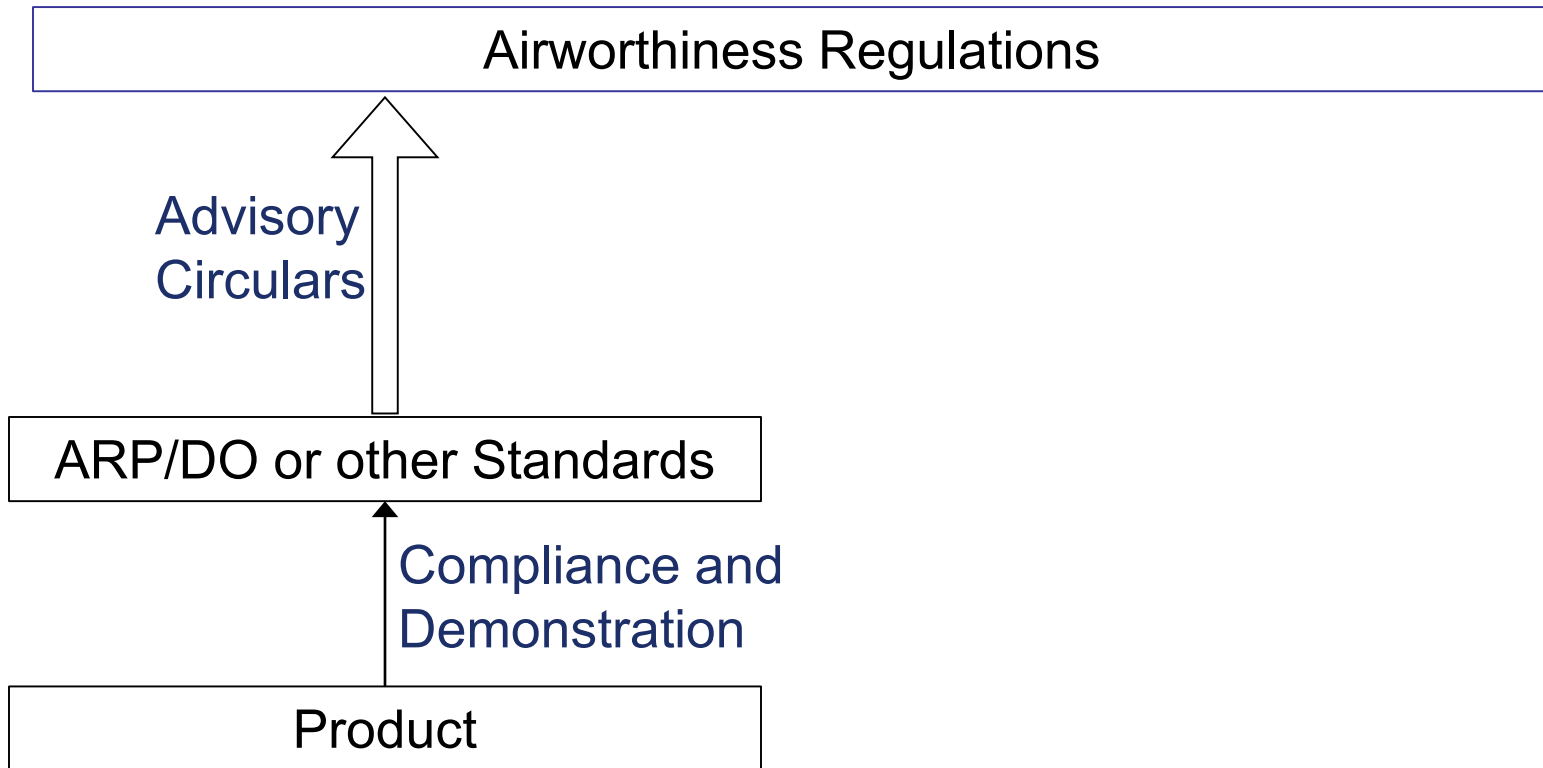 Airworthiness Regulations
Advisory
Circulars
ARP/DO or other Standards
Compliance and
Demonstration
Product